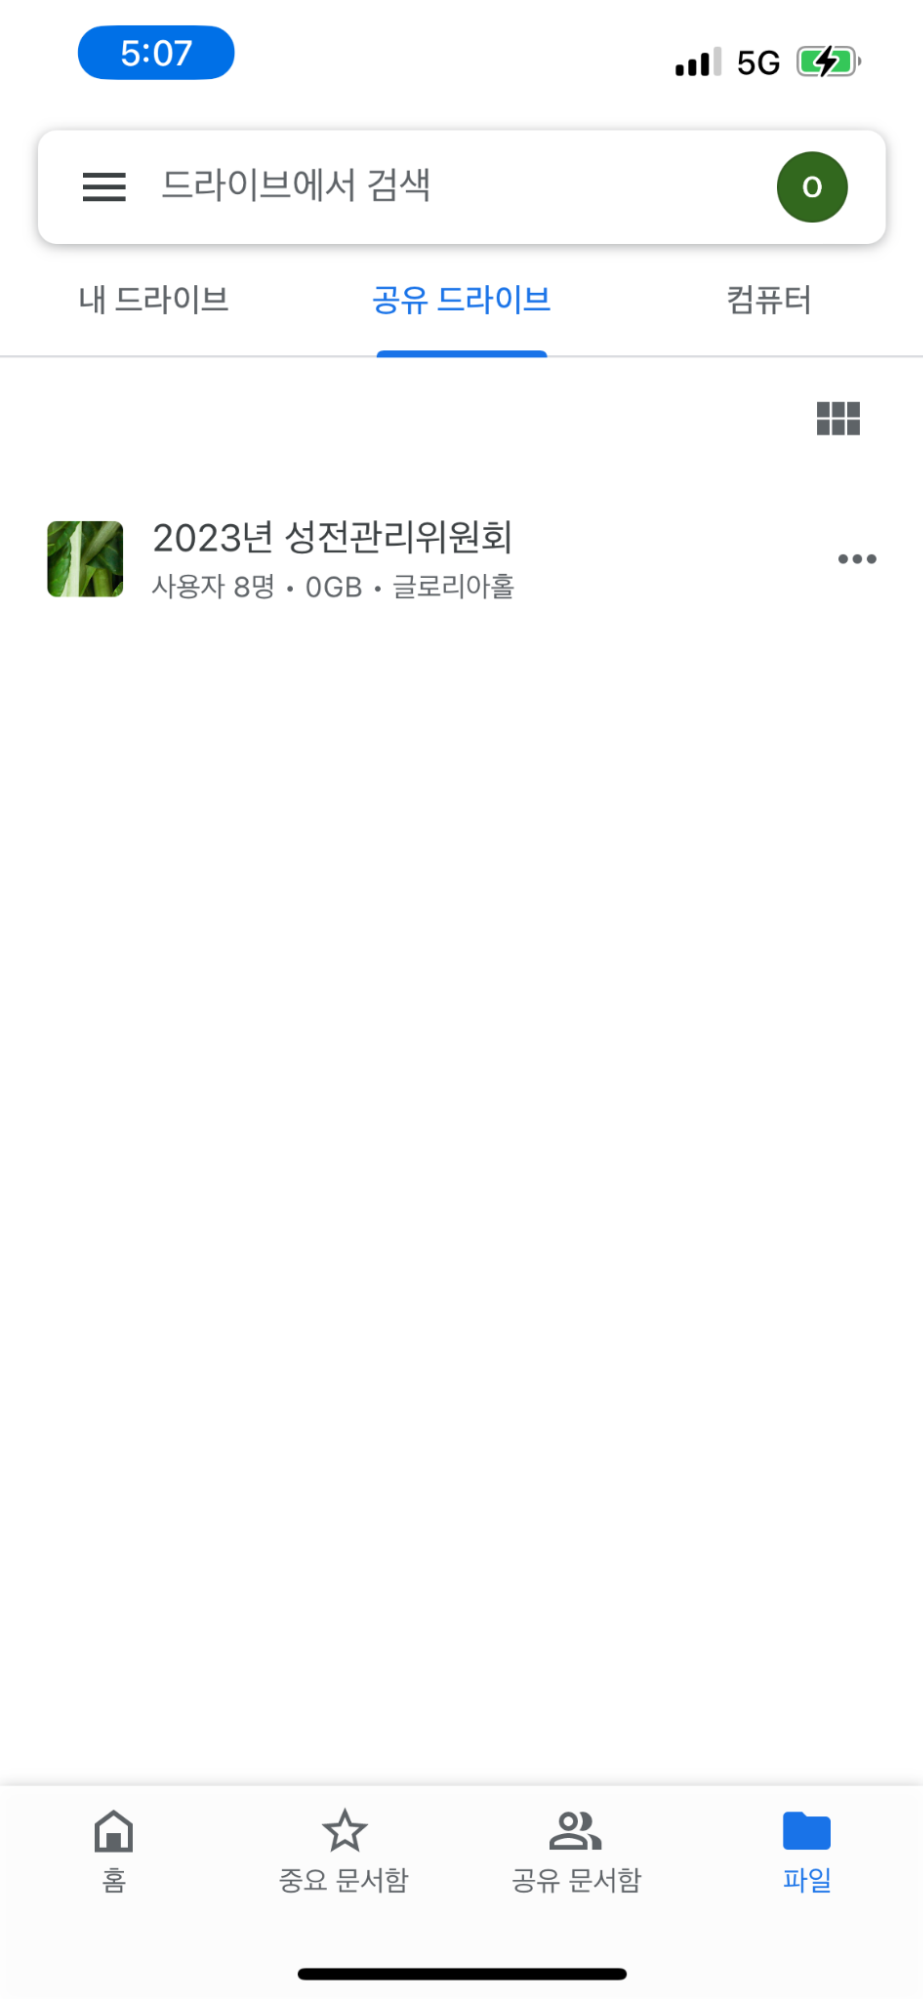 5:07
5G
드라이브에서 검색
O
내 드라이브 공유 드라이브 컴퓨터
2023년 성전관리위원회
사용자 8명 • 0GB • 글로리아홀
홈 중요 문서함 공유 문서함 파일